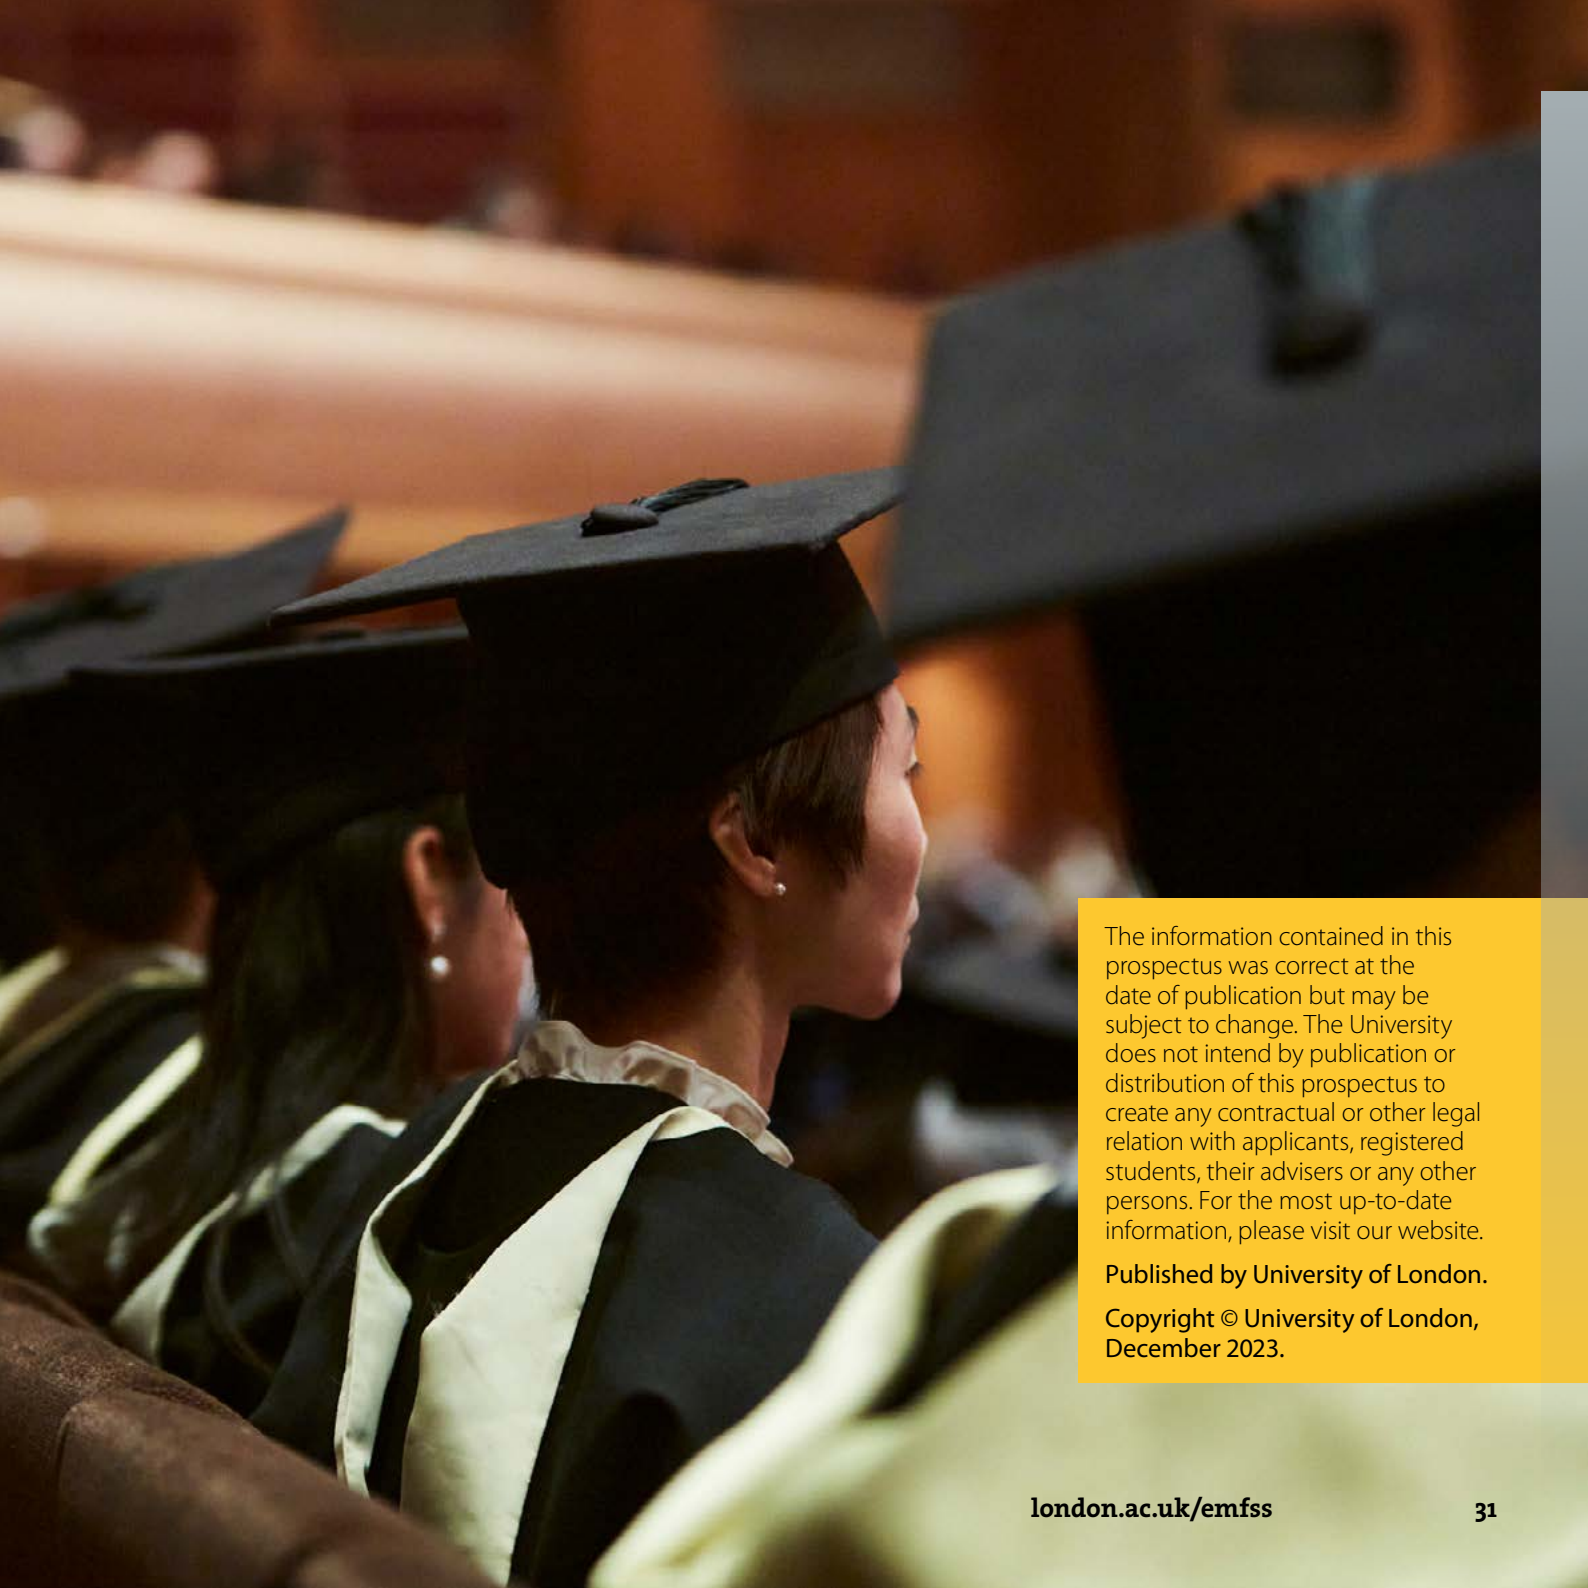 The information contained in this
prospectus was correct at the
date of publication but may be
subject to change. The University
does not intend by publication or
distribution of this prospectus to
create any contractual or other legal
relation with applicants, registered
students, their advisers or any other
persons. For the most up-to-date
information, please visit our website.
Published by University of London.
Copyright © University of London,
December 2023.
london.ac.uk/emfss 31